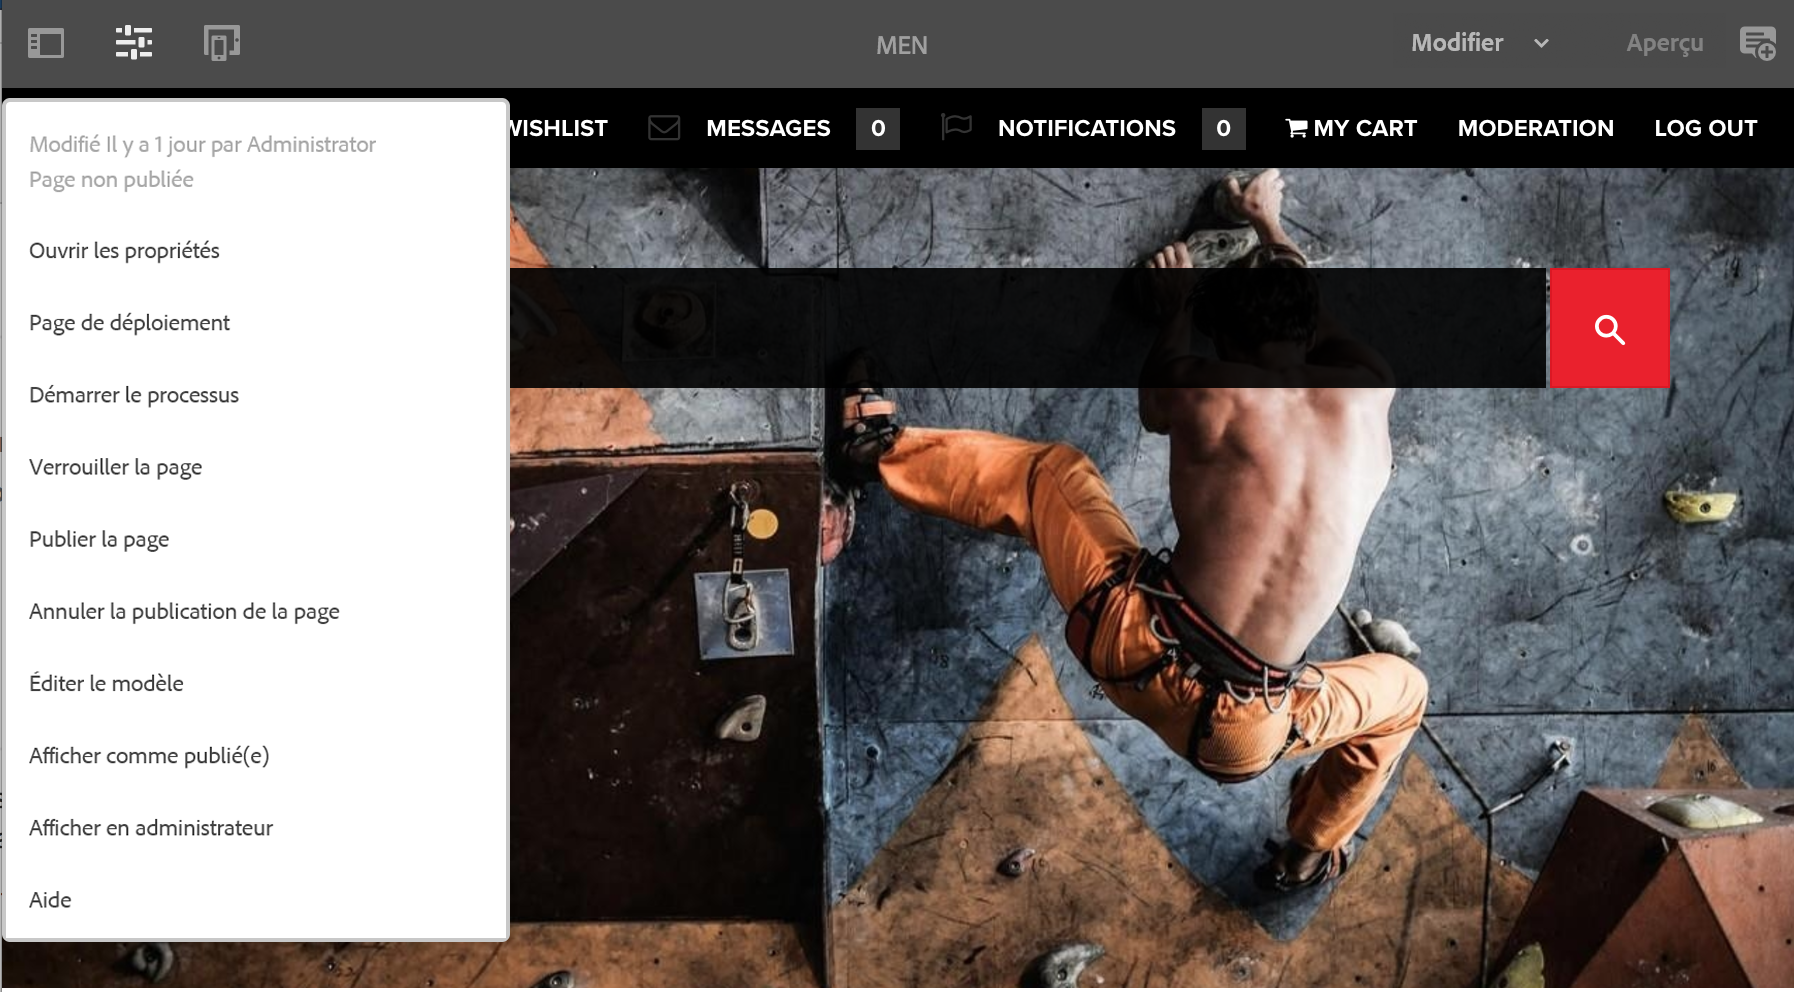 MEN
Modifier
Aperçu
WISHLIST
MESSAGES
0
NOTIFICATIONS
0
MY CART
MODERATION
LOG OUT
Modifié Il y a 1 jour par Administrator
Page non publiée
Ouvrir les propriétés
Page de déploiement
Démarrer le processus
Verrouiller la page
Publier la page
Annuler la publication de la page
Éditer le modèle
Afficher comme publié(e)
Afficher en administrateur
Aide